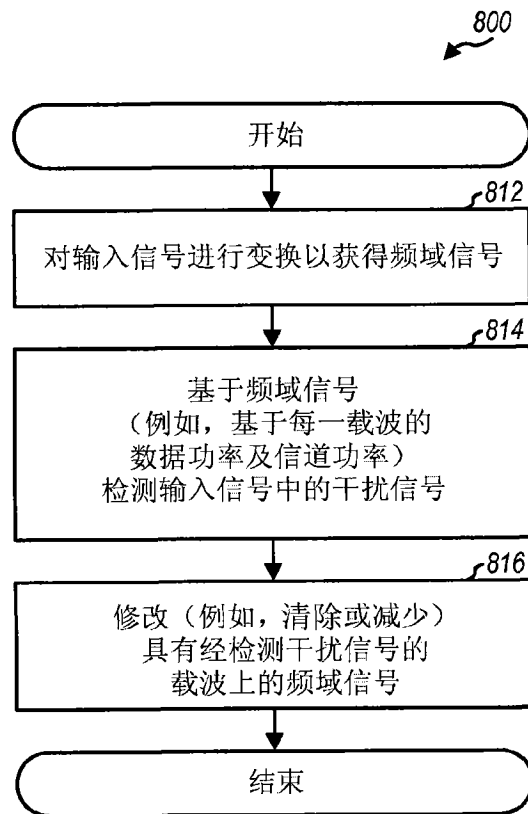 800
开始
812
对输入信号进行变换以获得频域信号
814
基于频域信号
（例如，基于每一载波的
数据功率及信道功率）
检测输入信号中的干扰信号
816
修改（例如，清除或减少）
具有经检测干扰信号的
载波上的频域信号
结束